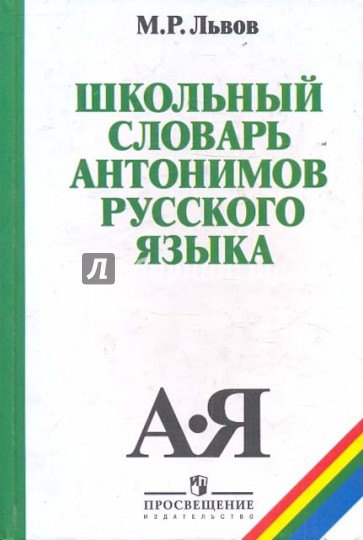 М.Р. Львов
ШКОЛЬНЫЙ
СЛОВАРЬ
АНТОНИМОВ
РУССКОГО
ЯЗЫКА
А·Я
ПРОСВЕЩЕНИЕ
ИЗДАТЕЛЬСТВО